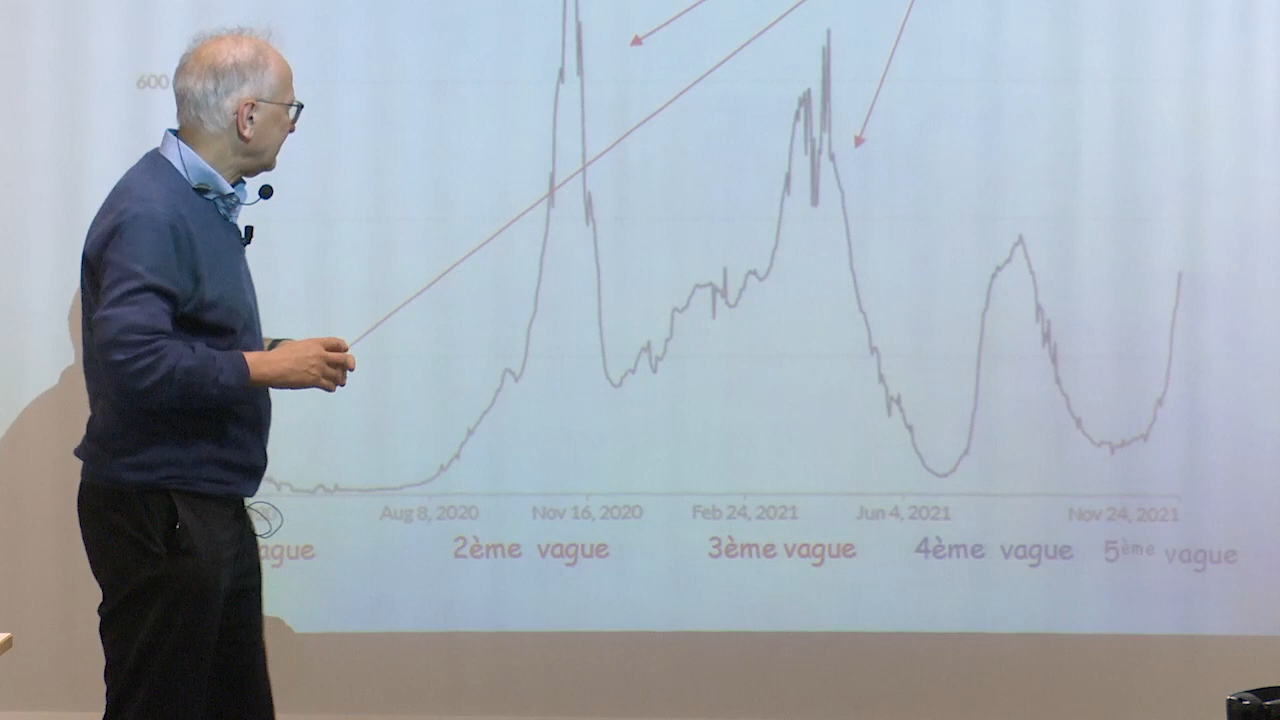 600
Aug 8, 2020 Nov 16, 2020 Feb 24, 2021 Jun 4, 2021 Nov 24, 2021
2ème vague 3ème vague 4ème vague 5ème vague